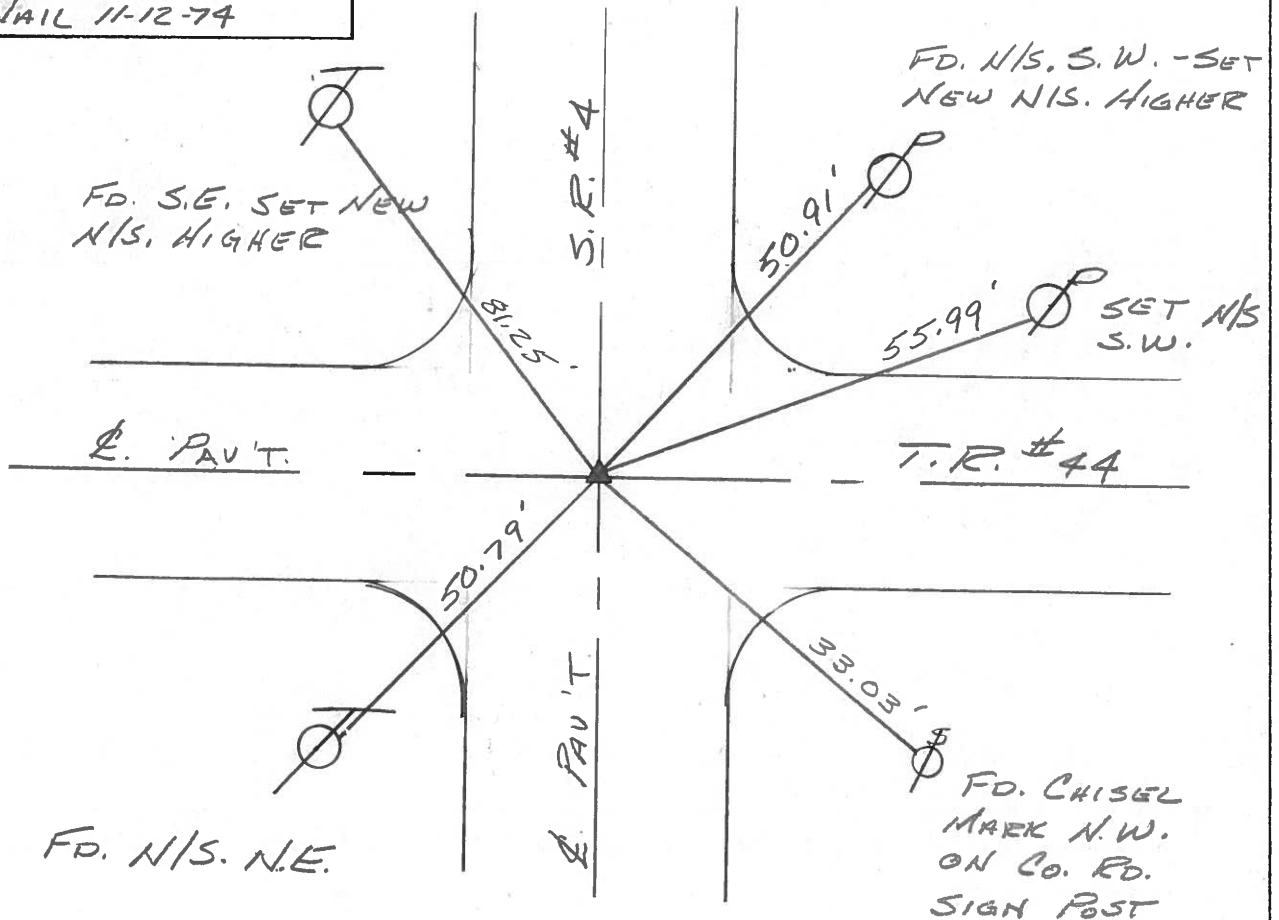 NAIL 11-12-74
FD. N/S. S.W. - SET
NEW N/S. HIGHER
S.R. #4
FD. S.E. SET NEW
N/S. HIGHER
50.91'
81.25'
55.99'
SET N/S
S.W.
℄. PAV'T.
T.R. #44
50.79'
33.03'
℄. PAV'T
FD. N/S. N.E.
FD. CHISEL
MARK N.W.
ON CO. RD.
SIGN POST